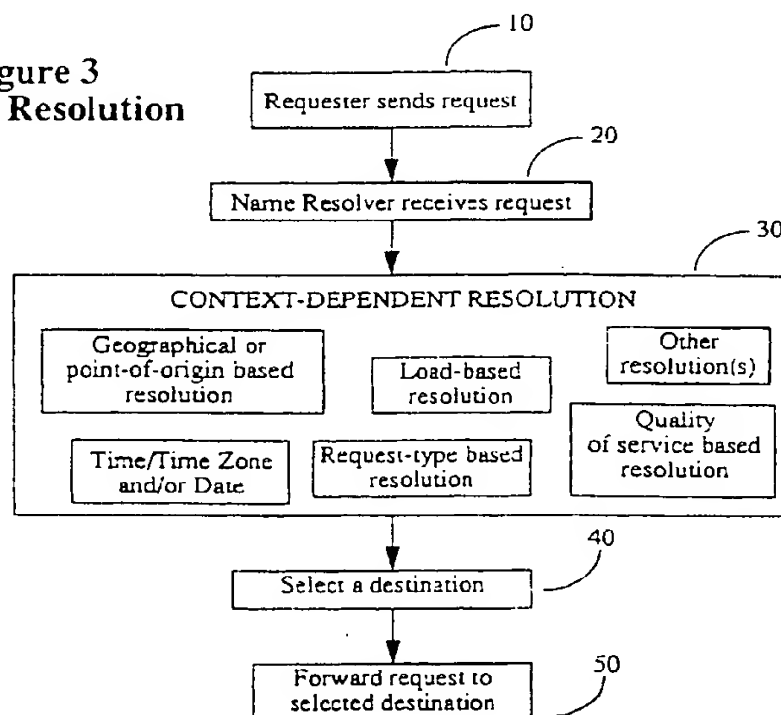 gure 3
Resolution
10
Requester sends request
20
Name Resolver receives request
30
CONTEXT-DEPENDENT RESOLUTION
Geographical or
point-of-origin based
resolution
Load-based
resolution
Other
resolution(s)
Time/Time Zone
and/or Date
Request-type based
resolution
Quality
of service based
resolution
40
Select a destination
50
Forward request to
selected destination